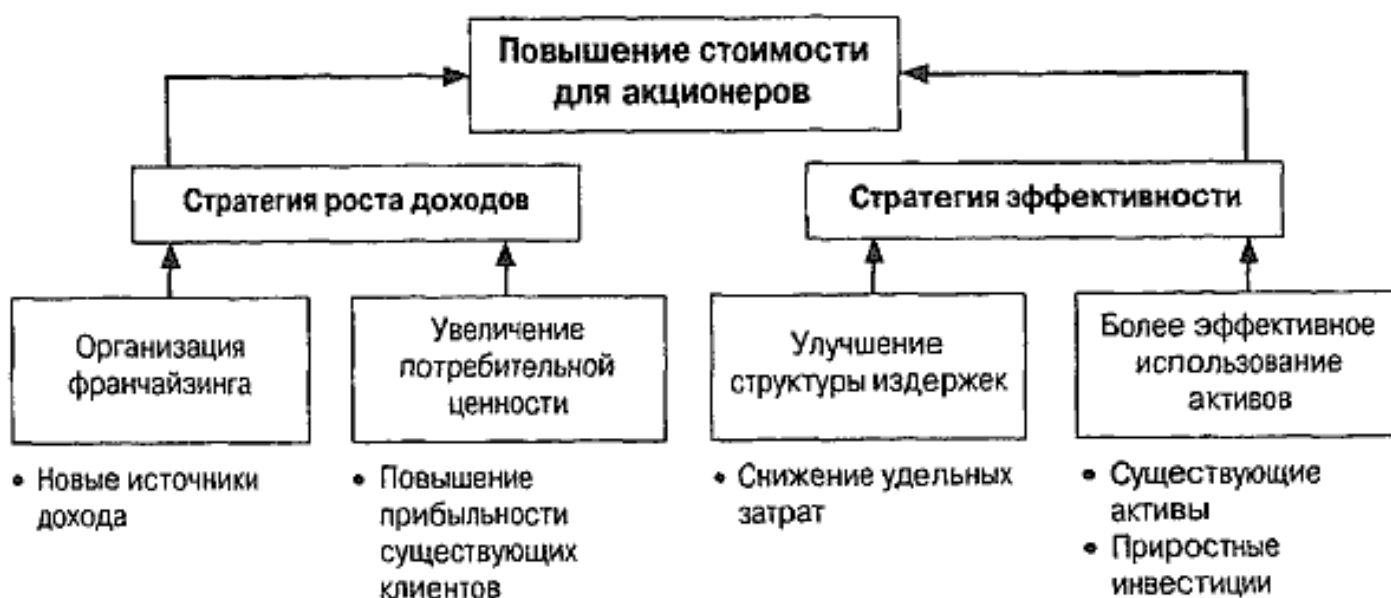 Повышение стоимости
для акционеров
Стратегия роста доходов
Стратегия эффективности
Организация
франчайзинга
Увеличение
потребительной
ценности
Улучшение
структуры издержек
Более эффективное
использование
активов
• Новые источники
дохода
• Повышение
прибыльности
существующих
клиентов
• Снижение удельных
затрат
• Существующие
активы
• Приростные
инвестиции